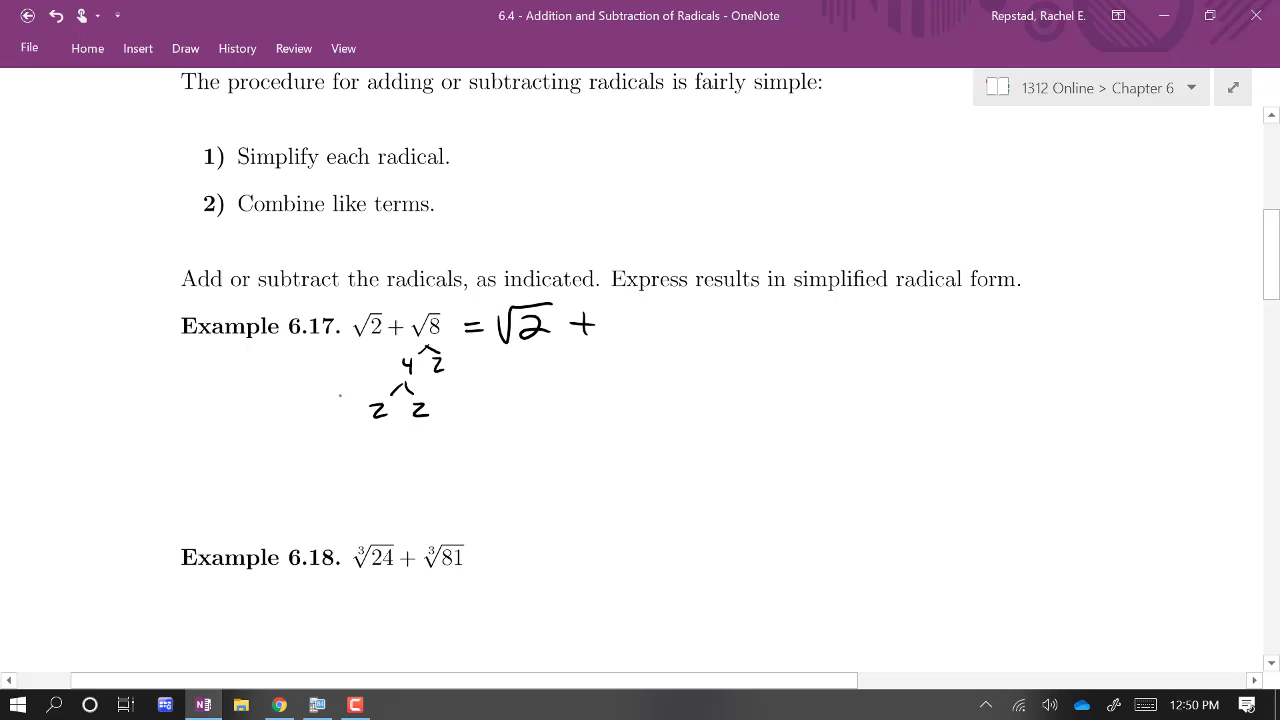 6.4 - Addition and Subtraction of Radicals - OneNote
Repstad, Rachel E.
File Home Insert Draw History Review View
The procedure for adding or subtracting radicals is fairly simple:
1312 Online > Chapter 6
1) Simplify each radical.
2) Combine like terms.
Add or subtract the radicals, as indicated. Express results in simplified radical form.
Example 6.17. √2 + √8 = √2 +
4 2
2 2
Example 6.18. ∛24 + ∛81
12:50 PM